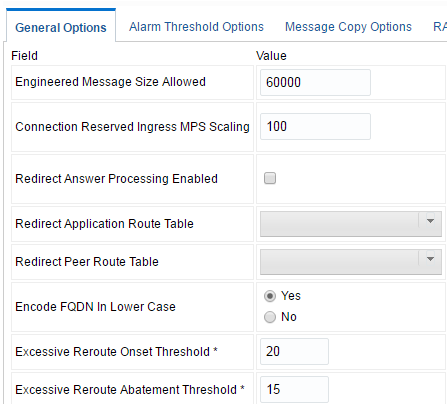 General Options Alarm Threshold Options Message Copy Options RA
Field Value
Engineered Message Size Allowed 60000
Connection Reserved Ingress MPS Scaling 100
Redirect Answer Processing Enabled
Redirect Application Route Table
Redirect Peer Route Table
Encode FQDN In Lower Case Yes
No
Excessive Reroute Onset Threshold * 20
Excessive Reroute Abatement Threshold * 15